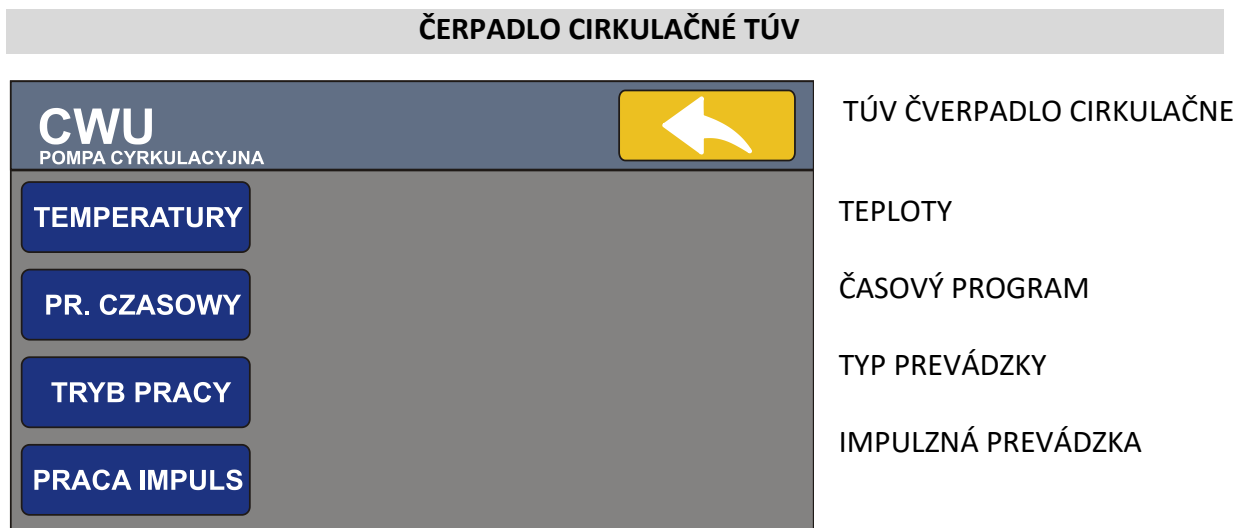 ČERPADLO CIRKULAČNÉ TÚV
CWU
POMPA CYRKULACYJNA
TÚV ČVERPADLO CIRKULAČNE
TEMPERATURY
TEPLOTY
PR. CZASOWY
ČASOVÝ PROGRAM
TRYB PRACY
TYP PREVÁDZKY
PRACA IMPULS
IMPULZNÁ PREVÁDZKA